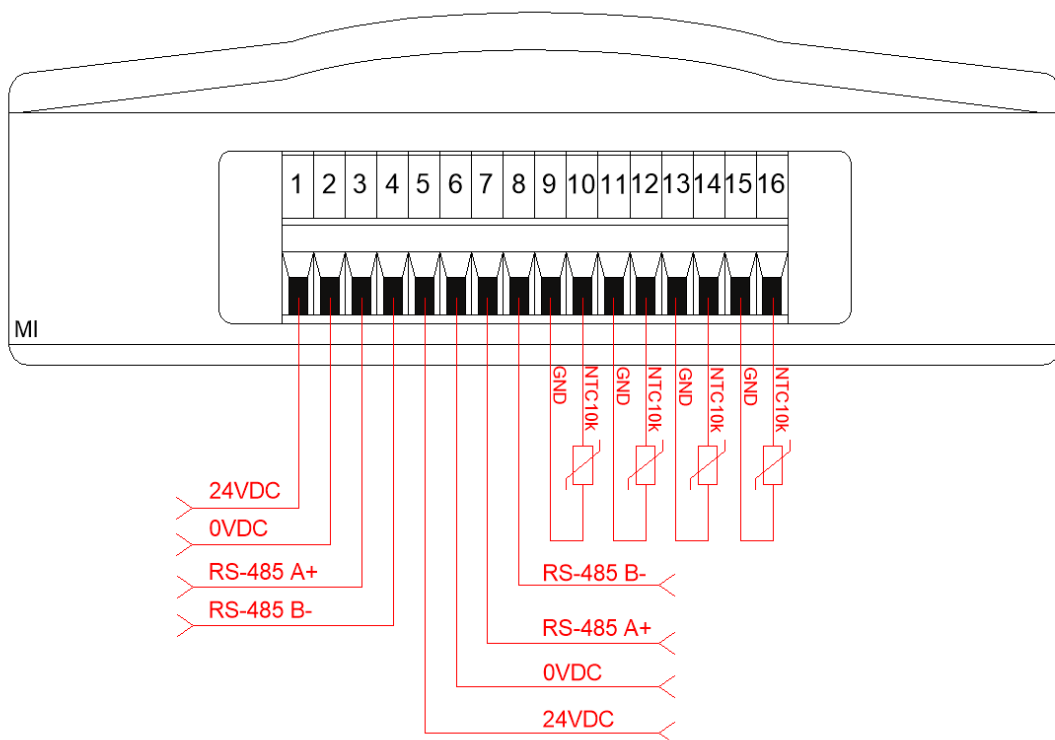 1 2 3 4 5 6 7 8 9 10 11 12 13 14 15 16
MI
GND NTC10k GND NTC10k GND NTC10k GND NTC10k
24VDC
0VDC
RS-485 A+
RS-485 B-
RS-485 B-
RS-485 A+
0VDC
24VDC